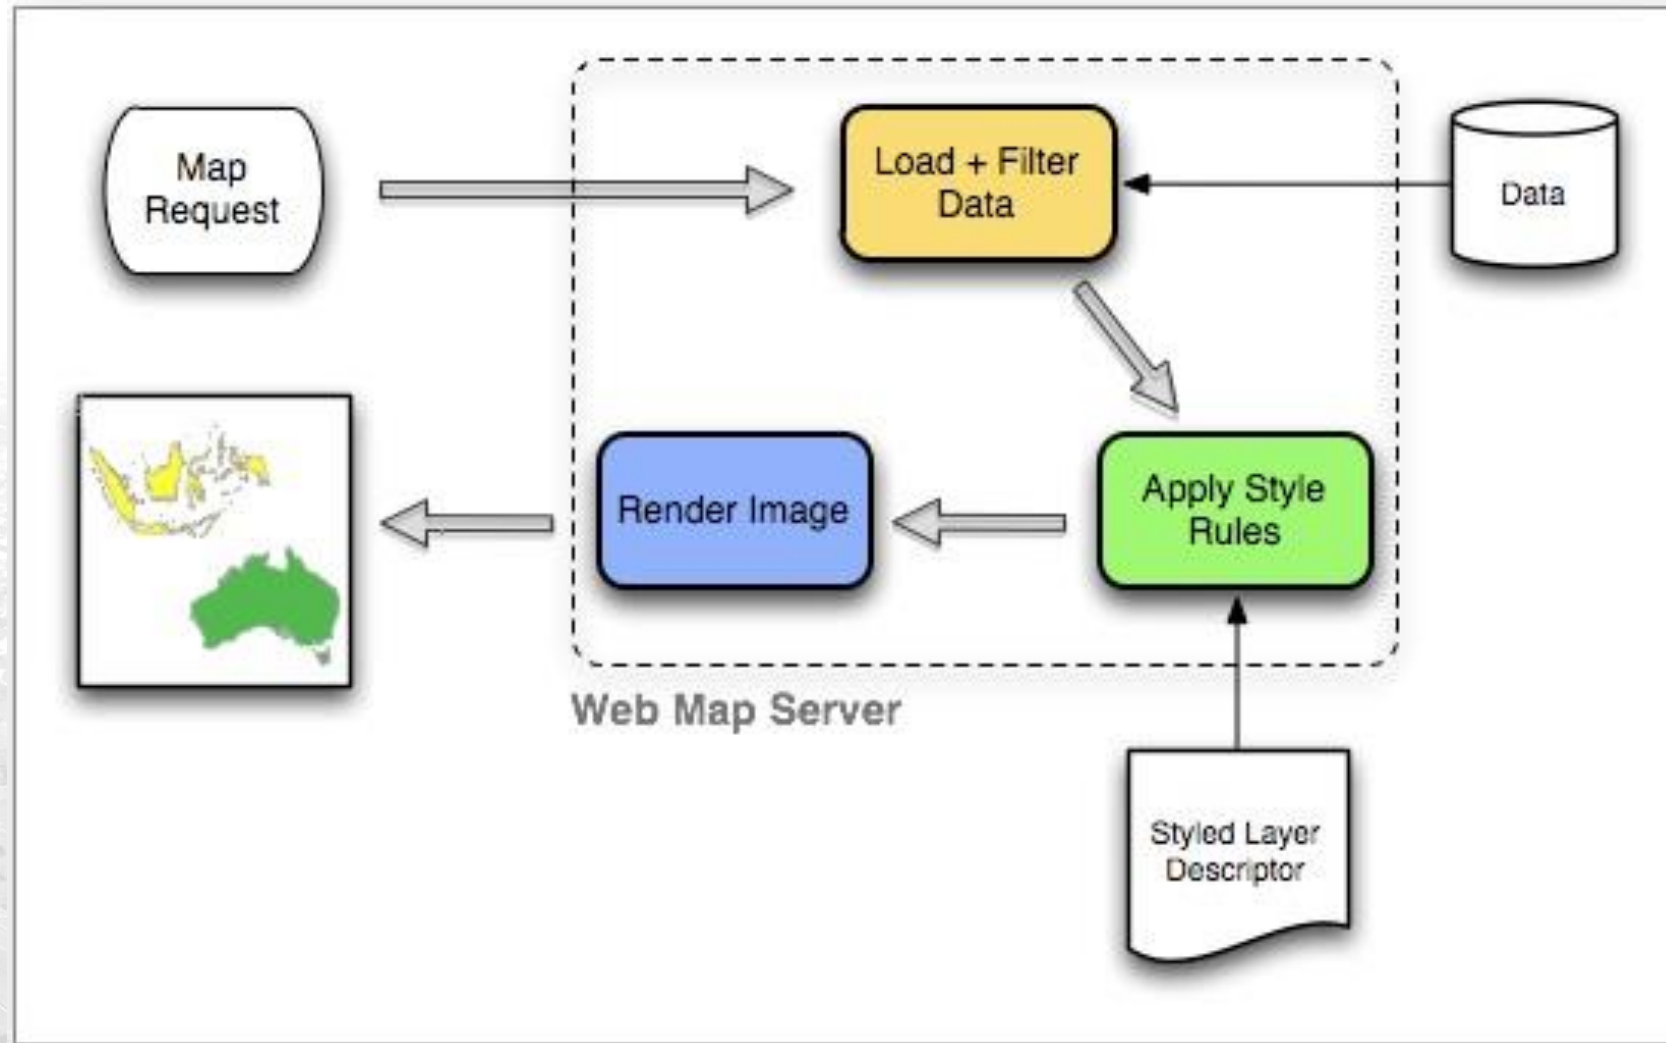 Map
Request
Load + Filter
Data
Data
Render Image
Apply Style
Rules
Web Map Server
Styled Layer
Descriptor